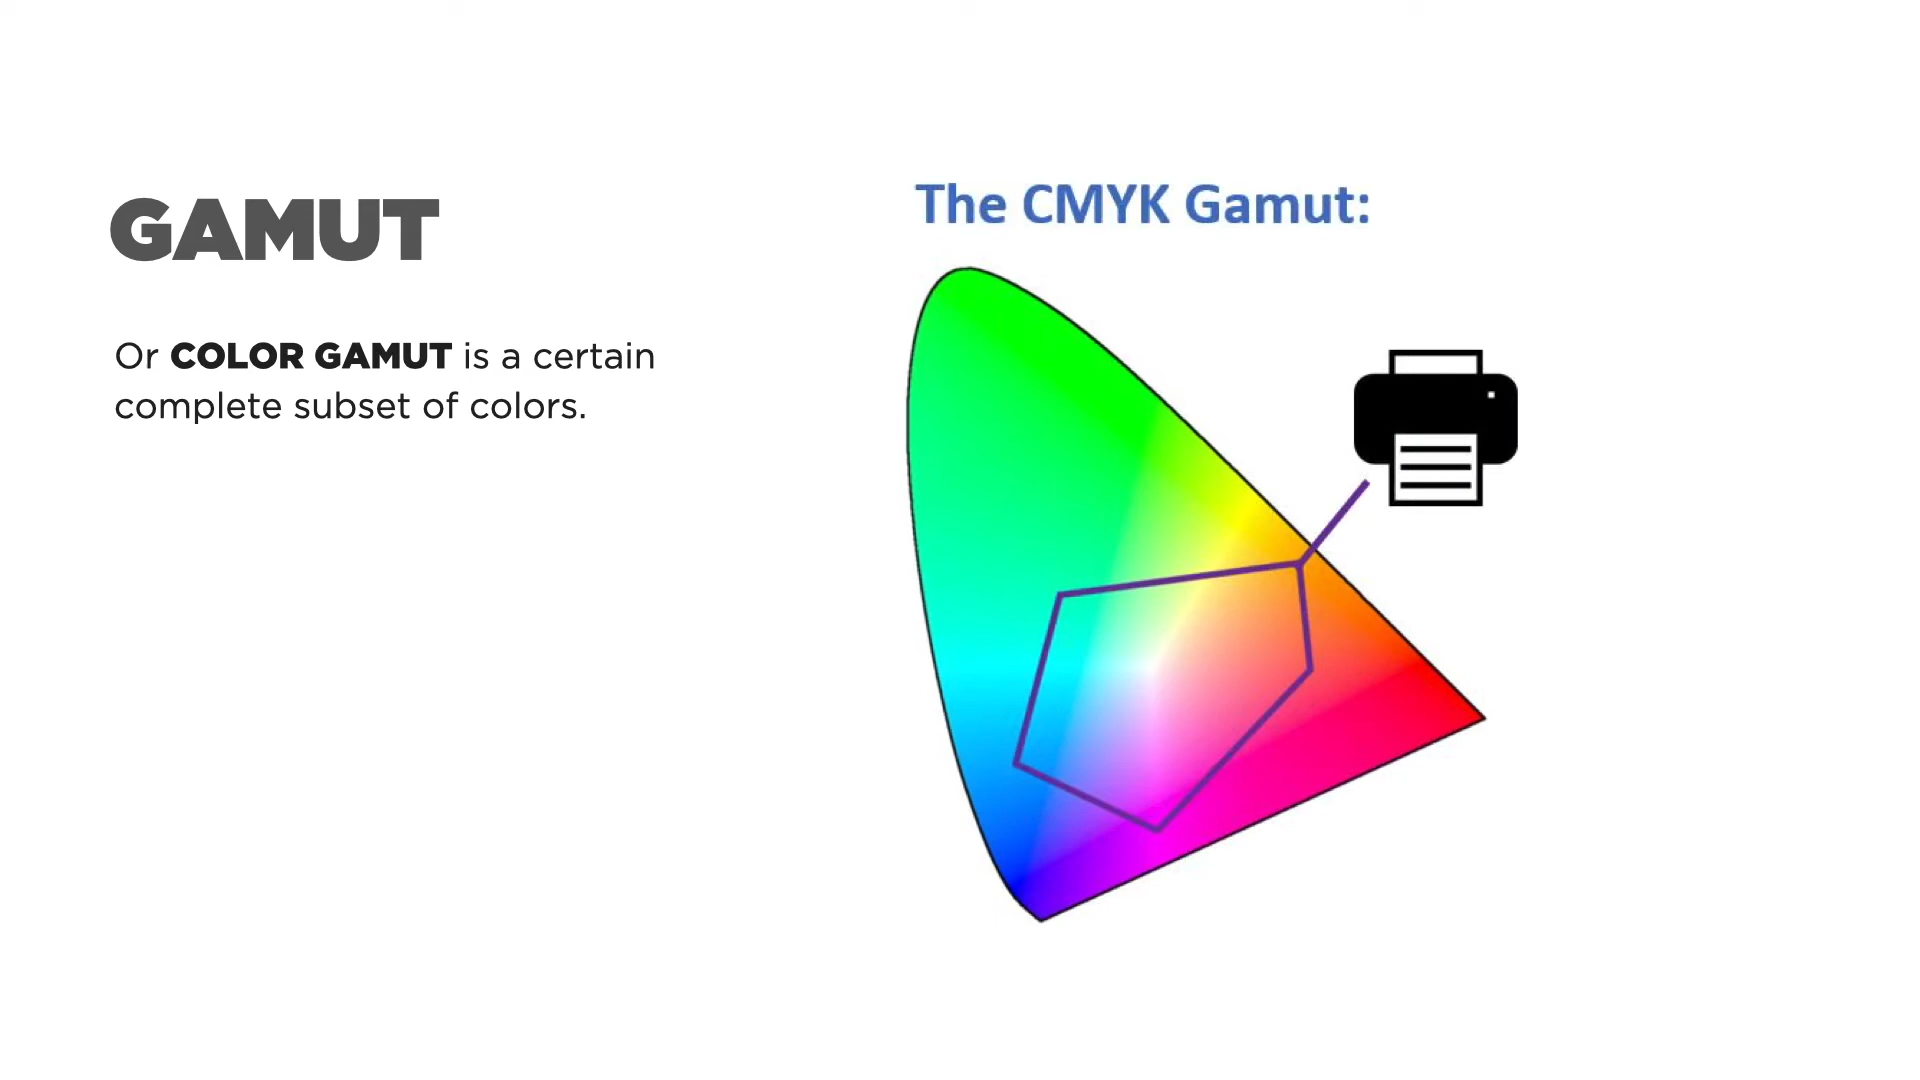 GAMUT
Or COLOR GAMUT is a certain
complete subset of colors.
The CMYK Gamut: